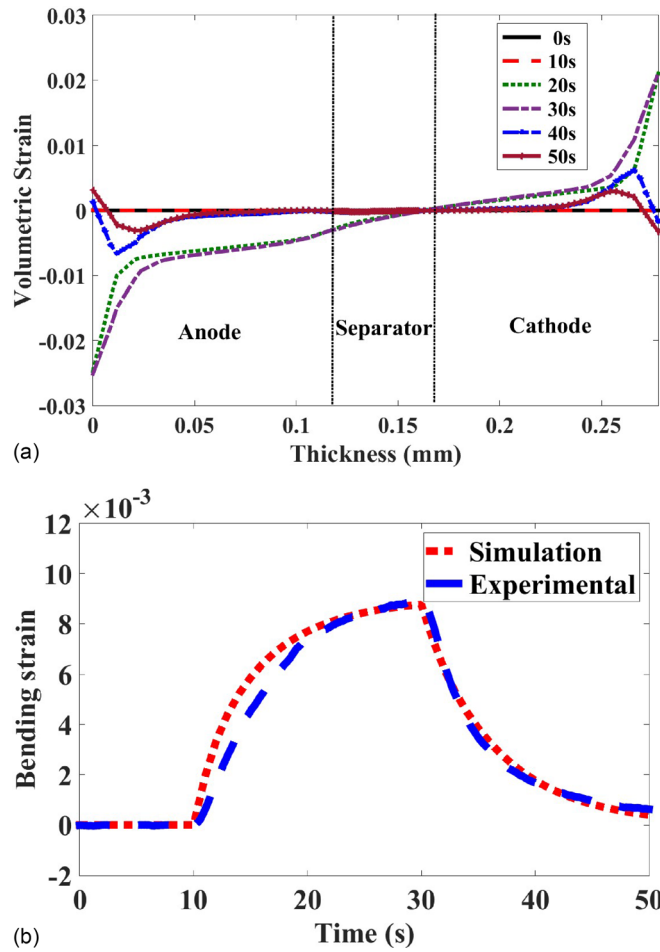 0.03
0.02
0.01
0
-0.01
-0.02
-0.03
Volumetric Strain
0s
10s
20s
30s
40s
50s
Anode
Separator
Cathode
0
0.05
0.1
0.15
0.2
0.25
Thickness (mm)
(a)
×10-3
12
10
8
6
4
2
0
-2
Bending strain
Simulation
Experimental
0
10
20
30
40
50
Time (s)
(b)